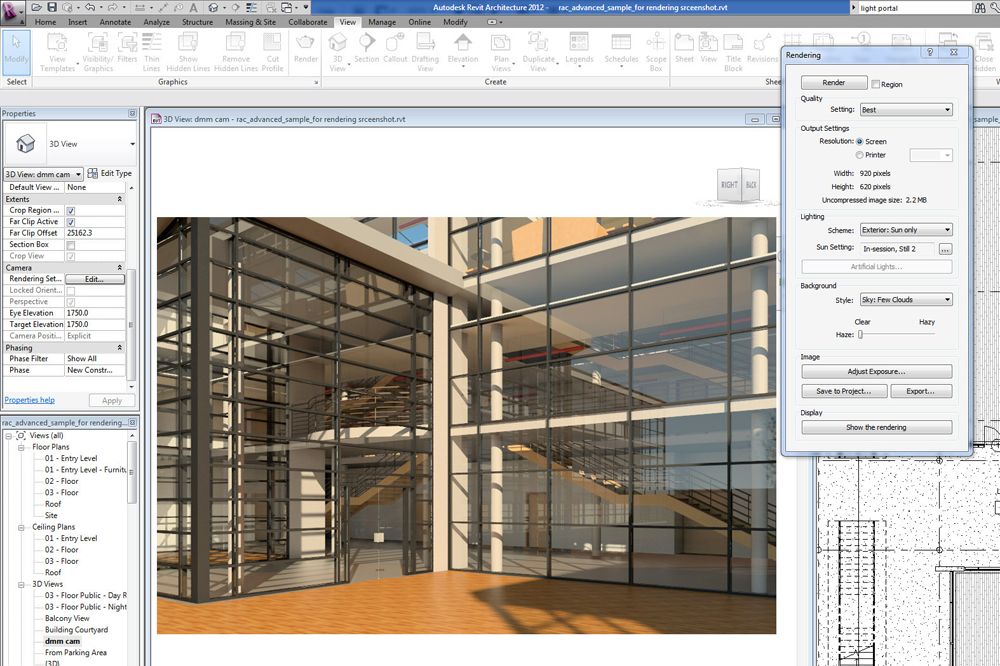 Autodesk Revit Architecture 2012 - rac_advanced_sample_for rendering srceenshot.rvt
light portal
Home Insert Annotate Analyze Structure Massing & Site Collaborate View Manage Online Modify
Modify
View Templates
Visibility/ Graphics
Filters
Thin Lines
Show Hidden Lines
Remove Hidden Lines
Cut Profile
Render
3D View
Section
Callout
Drafting View
Elevation
Plan Views
Duplicate View
Legends
Schedules
Scope Box
Sheet
View
Title Block
Revisions
Close Hidden
Select
Graphics
Create
Properties
3D View
3D View: dmm cam
Edit Type
Default View ... None
Extents
Crop Region ...
Far Clip Active
Far Clip Offset 25162.3
Section Box
Crop View
Camera
Rendering Set... Edit...
Locked Orient...
Perspective
Eye Elevation 1750.0
Target Elevation 1750.0
Camera Positi... Explicit
Phasing
Phase Filter Show All
Phase New Constr...
Properties help
Apply
rac_advanced_sample_for rendering...
Views (all)
Floor Plans
01 - Entry Level
01 - Entry Level - Furnitu
02 - Floor
03 - Floor
Roof
Site
Ceiling Plans
01 - Entry Level
02 - Floor
03 - Floor
Roof
3D Views
03 - Floor Public - Day R
03 - Floor Public - Night
Balcony View
Building Courtyard
dmm cam
From Parking Area
{3D}
3D View: dmm cam - rac_advanced_sample_for rendering srceenshot.rvt
RIGHT BACK
Rendering
Render
Region
Quality
Setting: Best
Output Settings
Resolution: Screen
Printer
Width: 920 pixels
Height: 620 pixels
Uncompressed image size: 2.2 MB
Lighting
Scheme: Exterior: Sun only
Sun Setting: In-session, Still 2 ...
Artificial Lights...
Background
Style: Sky: Few Clouds
Clear Hazy
Haze:
Image
Adjust Exposure...
Save to Project... Export...
Display
Show the rendering